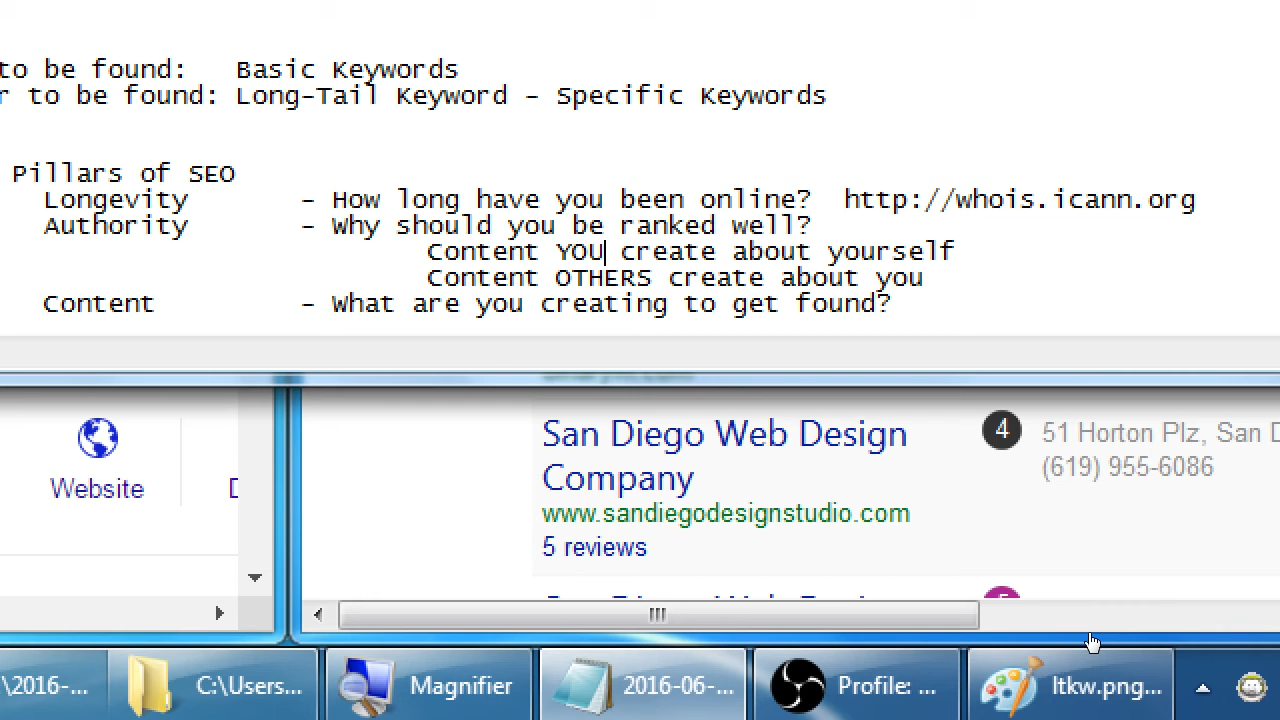 to be found:   Basic Keywords
r to be found: Long-Tail Keyword - Specific Keywords
Pillars of SEO
Longevity       - How long have you been online?  http://whois.icann.org
Authority       - Why should you be ranked well?
Content YOU create about yourself
Content OTHERS create about you
Content         - What are you creating to get found?
San Diego Web Design
Company
www.sandiegodesignstudio.com
5 reviews
4
51 Horton Plz, San D
(619) 955-6086
Website
D
\2016-...
C:\Users...
Magnifier
2016-06-...
Profile: ...
ltkw.png...